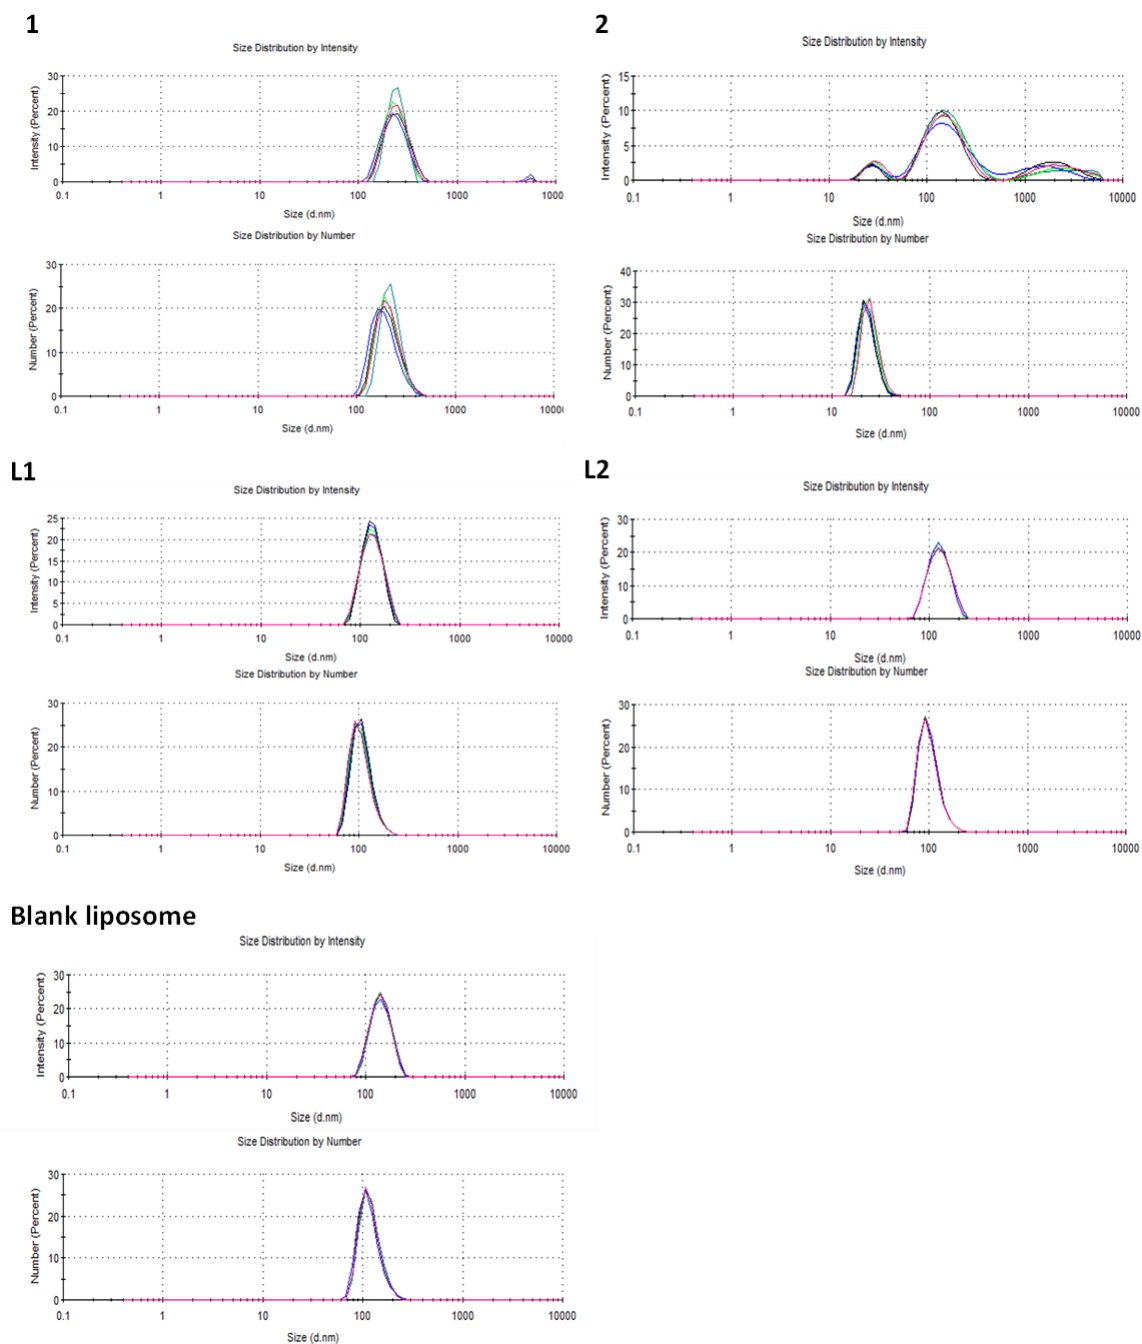 1
Size Distribution by Intensity
Intensity (Percent)
30
20
10
0
0.1 1 10 100 1000 10000
Size (d.nm)
Size Distribution by Number
Number (Percent)
30
20
10
0
0.1 1 10 100 1000 10000
Size (d.nm)
2
Size Distribution by Intensity
Intensity (Percent)
15
10
5
0
0.1 1 10 100 1000 10000
Size (d.nm)
Size Distribution by Number
Number (Percent)
40
30
20
10
0
0.1 1 10 100 1000 10000
Size (d.nm)
L1
Size Distribution by Intensity
Intensity (Percent)
25
20
15
10
5
0
0.1 1 10 100 1000 10000
Size (d.nm)
Size Distribution by Number
Number (Percent)
30
20
10
0
0.1 1 10 100 1000 10000
Size (d.nm)
L2
Size Distribution by Intensity
Intensity (Percent)
30
20
10
0
0.1 1 10 100 1000 10000
Size (d.nm)
Size Distribution by Number
Number (Percent)
30
20
10
0
0.1 1 10 100 1000 10000
Size (d.nm)
Blank liposome
Size Distribution by Intensity
Intensity (Percent)
30
20
10
0
0.1 1 10 100 1000 10000
Size (d.nm)
Size Distribution by Number
Number (Percent)
30
20
10
0
0.1 1 10 100 1000 10000
Size (d.nm)